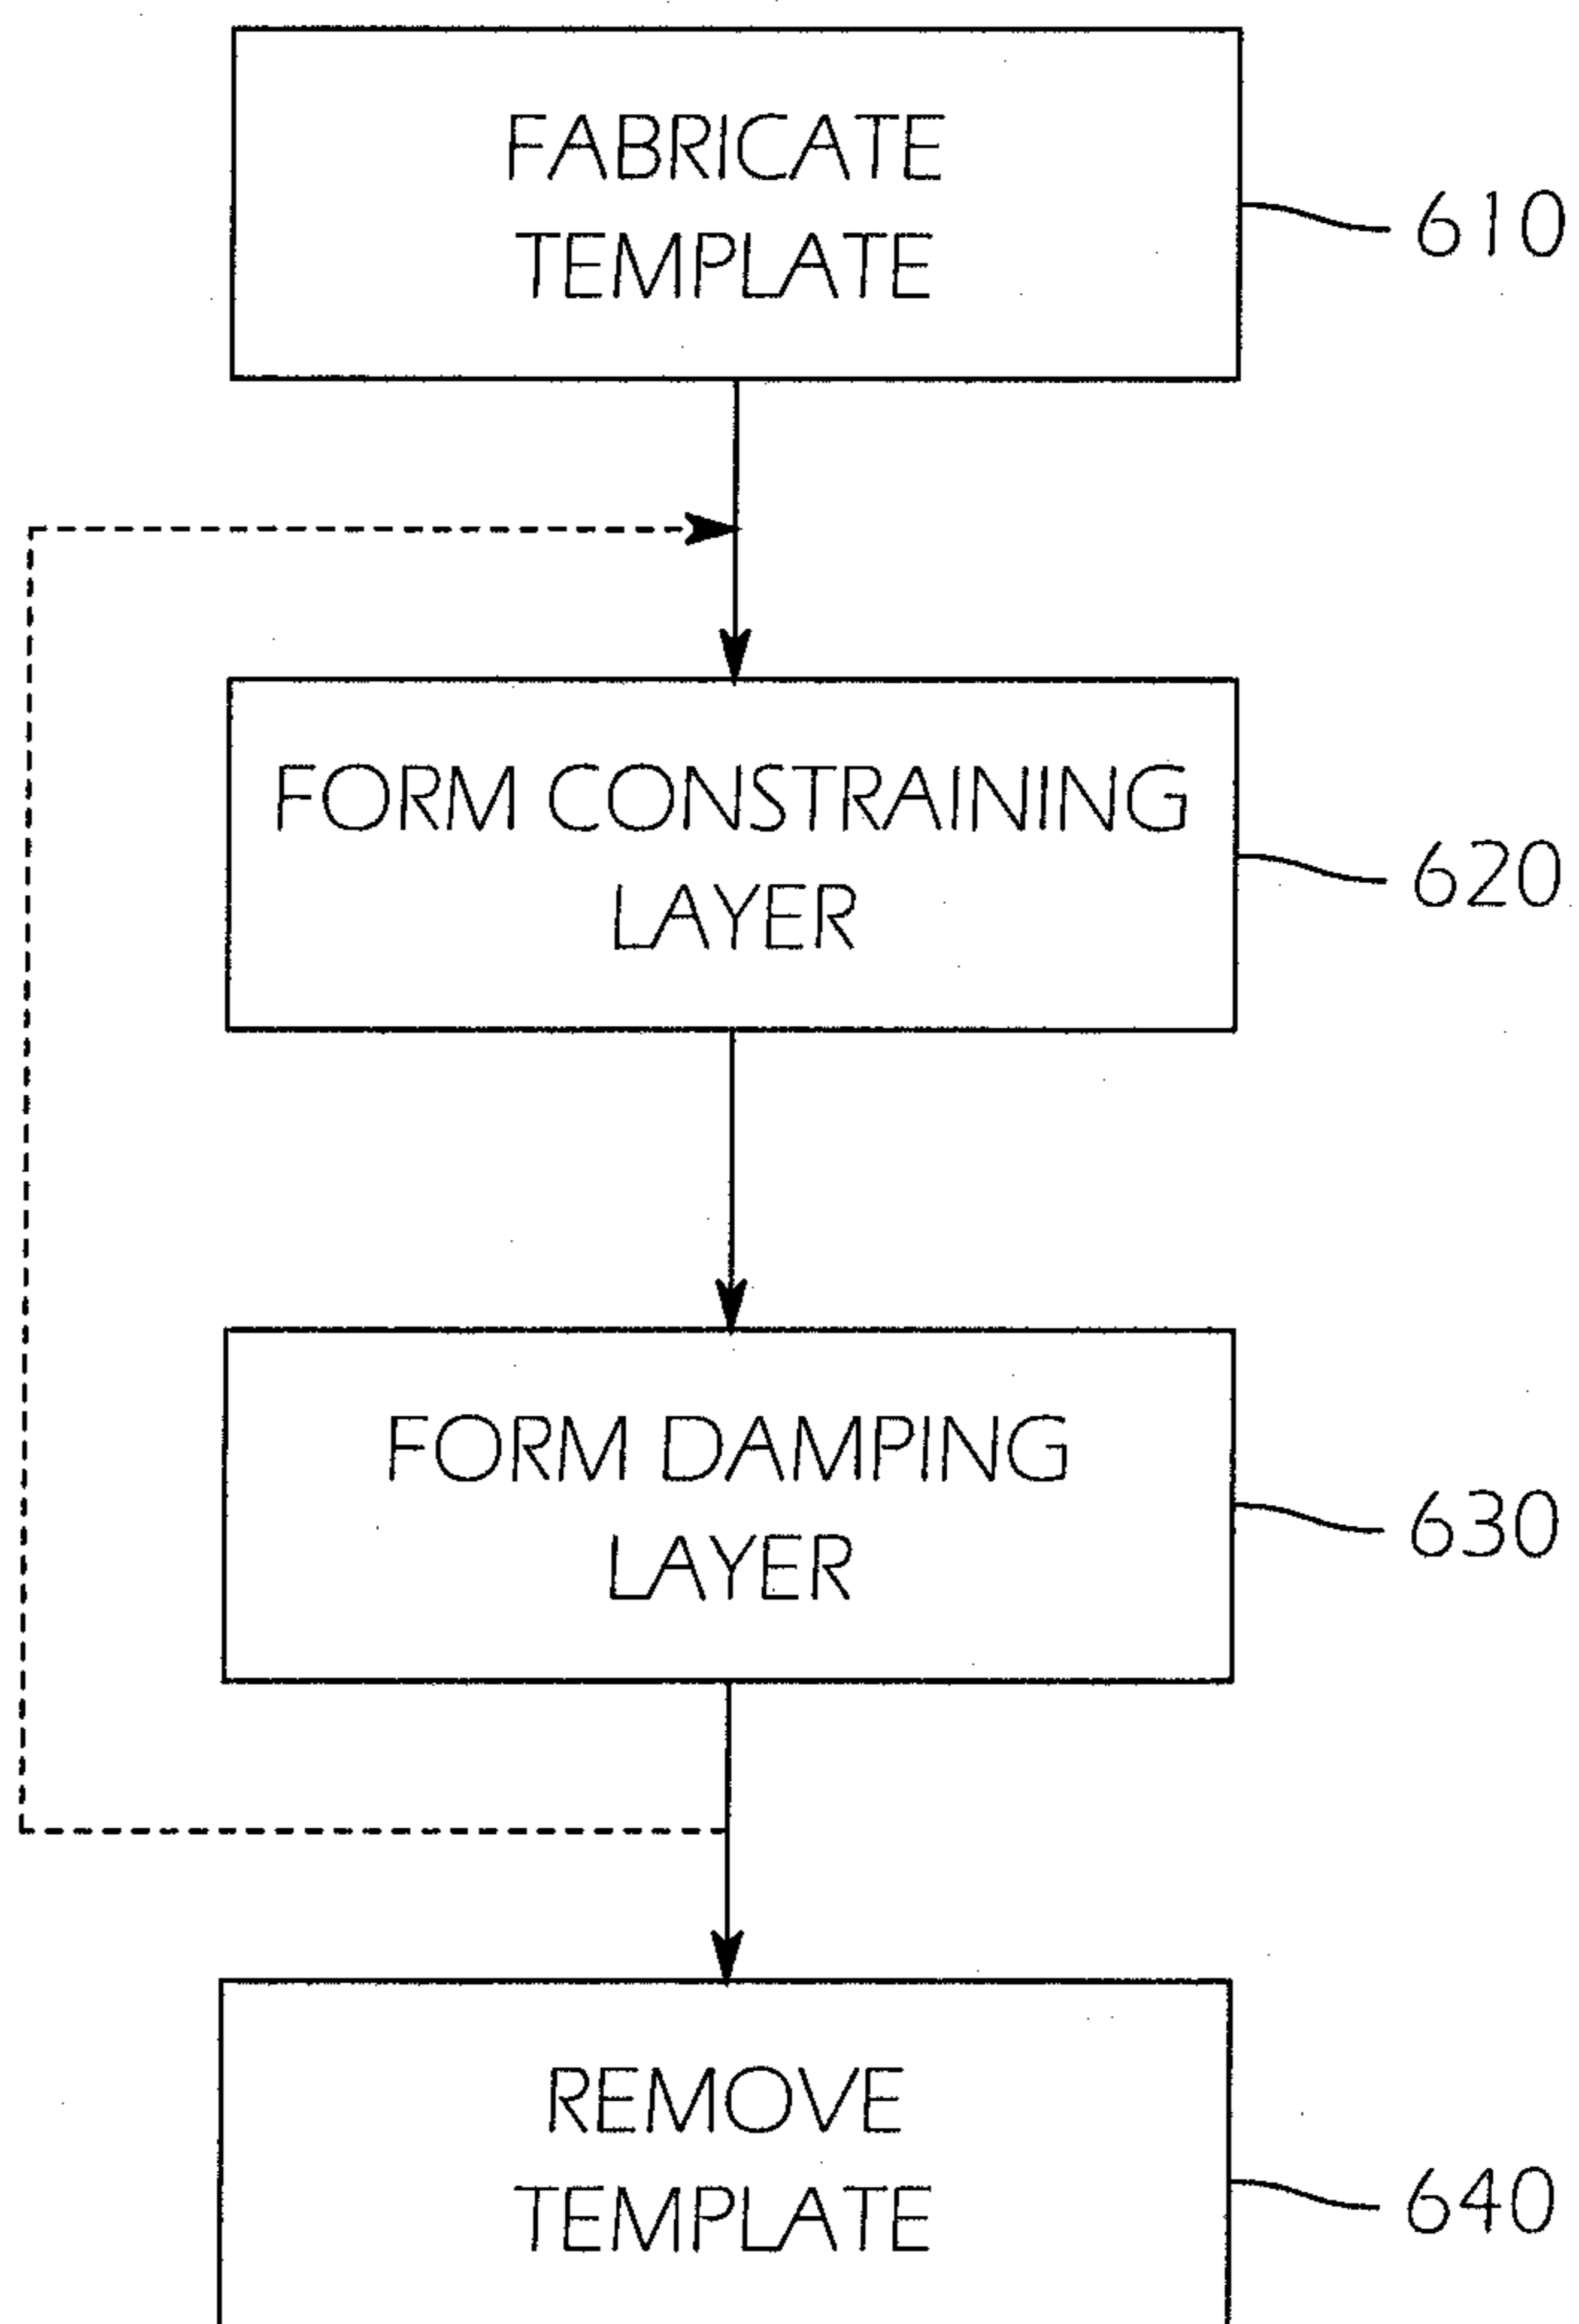 FABRICATE
TEMPLATE
610
FORM CONSTRAINING
LAYER
620
FORM DAMPING
LAYER
630
REMOVE
TEMPLATE
640